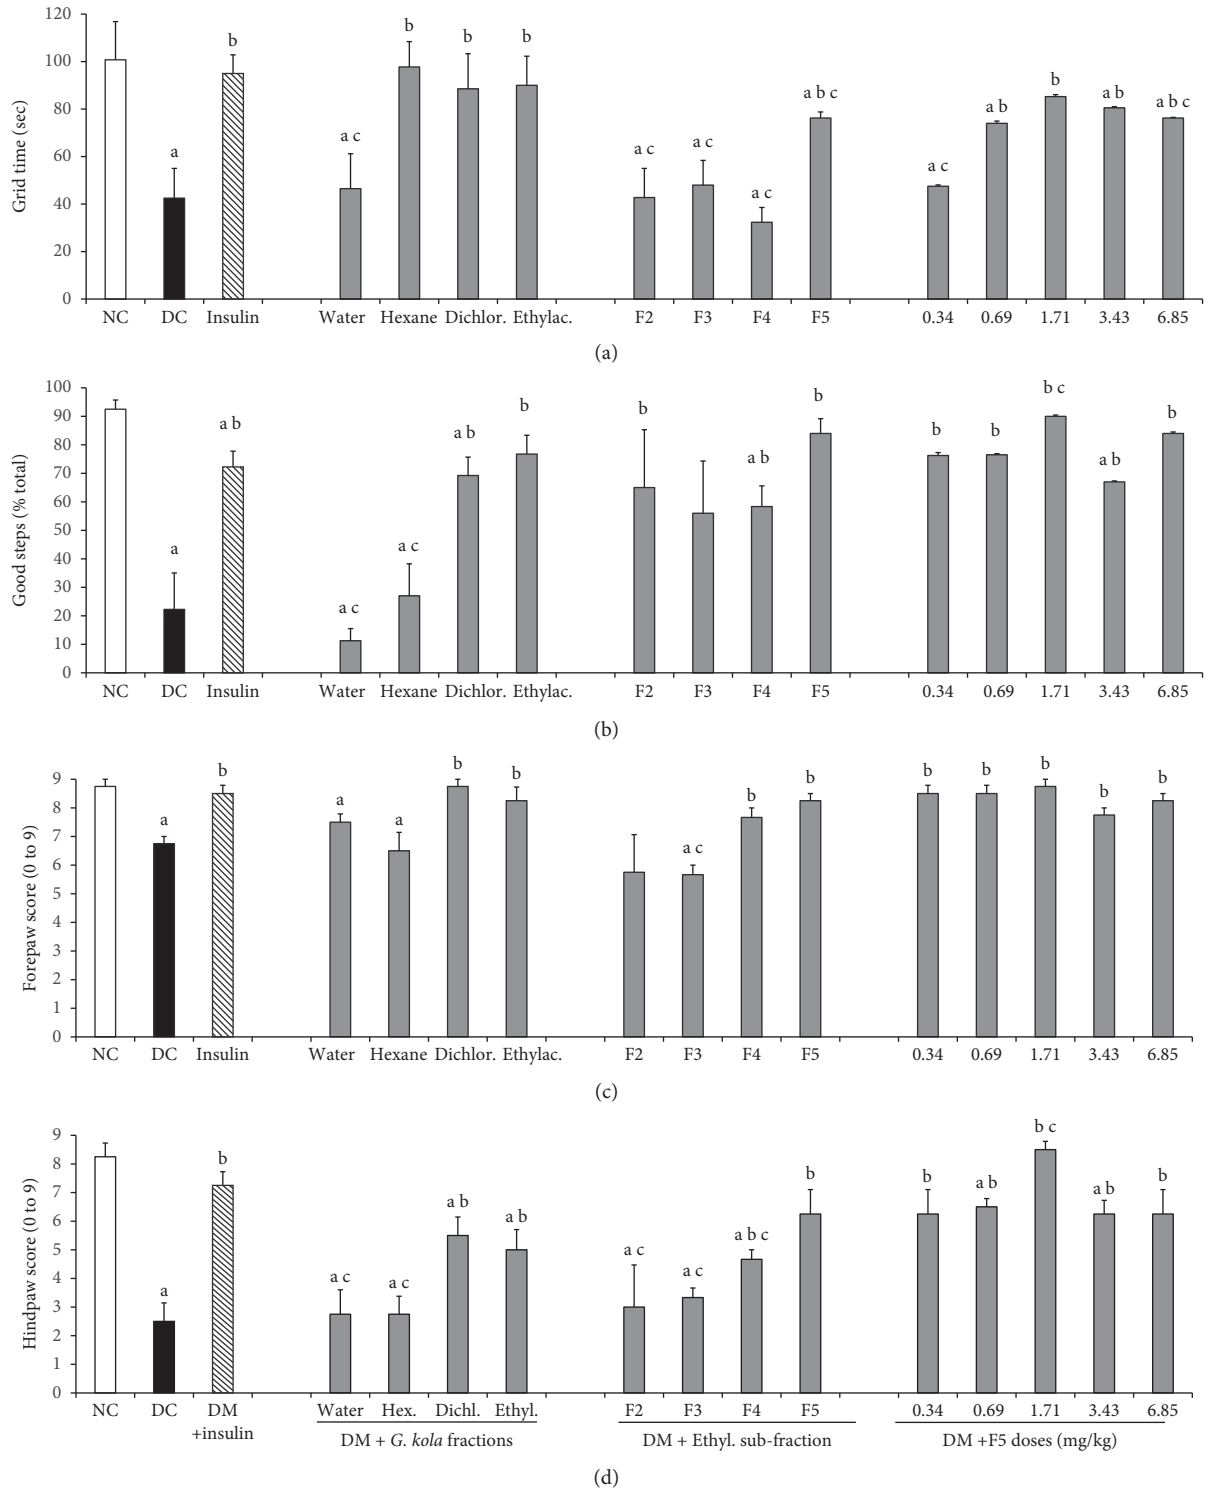 120
100
80
60
40
20
0
Grid time (sec)
a
b
a c
b
b
b
a c
a c
a c
a b c
a c
a b
b
a b
a b c
NC DC Insulin Water Hexane Dichlor. Ethylac. F2 F3 F4 F5 0.34 0.69 1.71 3.43 6.85
(a)
100
90
80
70
60
50
40
30
20
10
0
Good steps (% total)
a
a b
a c
a c
a b
b
b
a b
b
b
b
b c
a b
b
NC DC Insulin Water Hexane Dichlor. Ethylac. F2 F3 F4 F5 0.34 0.69 1.71 3.43 6.85
(b)
9
8
7
6
5
4
3
2
1
0
Forepaw score (0 to 9)
a
b
a
a
b
b
a c
b
b
b
b
b
b
b
NC DC Insulin Water Hexane Dichlor. Ethylac. F2 F3 F4 F5 0.34 0.69 1.71 3.43 6.85
(c)
9
8
7
6
5
4
3
2
1
0
Hindpaw score (0 to 9)
a
b
a c
a c
a b
a b
a c
a c
a b c
b
b
a b
b c
a b
b
NC DC DM Water Hex. Dichl. Ethyl. F2 F3 F4 F5 0.34 0.69 1.71 3.43 6.85
+insulin DM + G. kola fractions DM + Ethyl. sub-fraction DM +F5 doses (mg/kg)
(d)